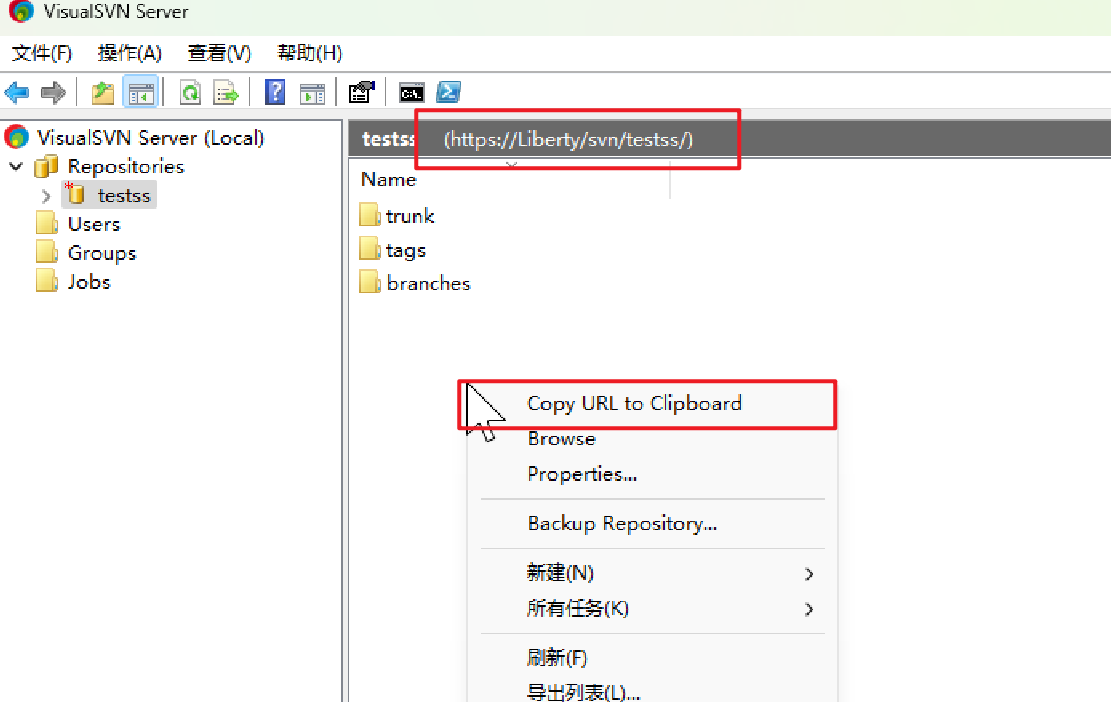 VisualSVN Server
文件(F) 操作(A) 查看(V) 帮助(H)
VisualSVN Server (Local)
Repositories
testss
Users
Groups
Jobs
testss (https://Liberty/svn/testss/)
Name
trunk
tags
branches
Copy URL to Clipboard
Browse
Properties...
Backup Repository...
新建(N)
所有任务(K)
刷新(F)
导出列表(L)...